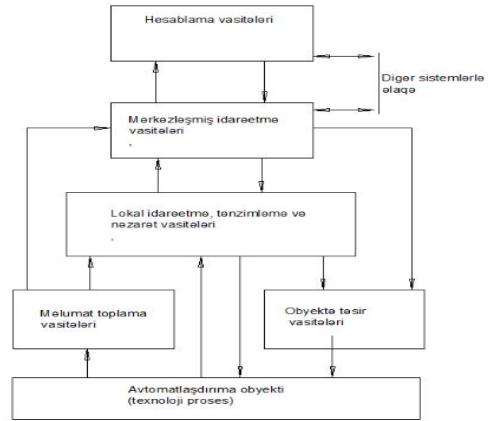 Hesablama vasitələri
Digər sistemlərlə
əlaqə
Mərkəzləşmiş idarəetmə
vasitələri
.
Lokal idarəetmə, tənzimləmə və
nəzarət vasitələri
.
Məlumat toplama
vasitələri
Obyektə təsir
vasitələri
Avtomatlaşdırıma obyekti
(texnoloji proses)